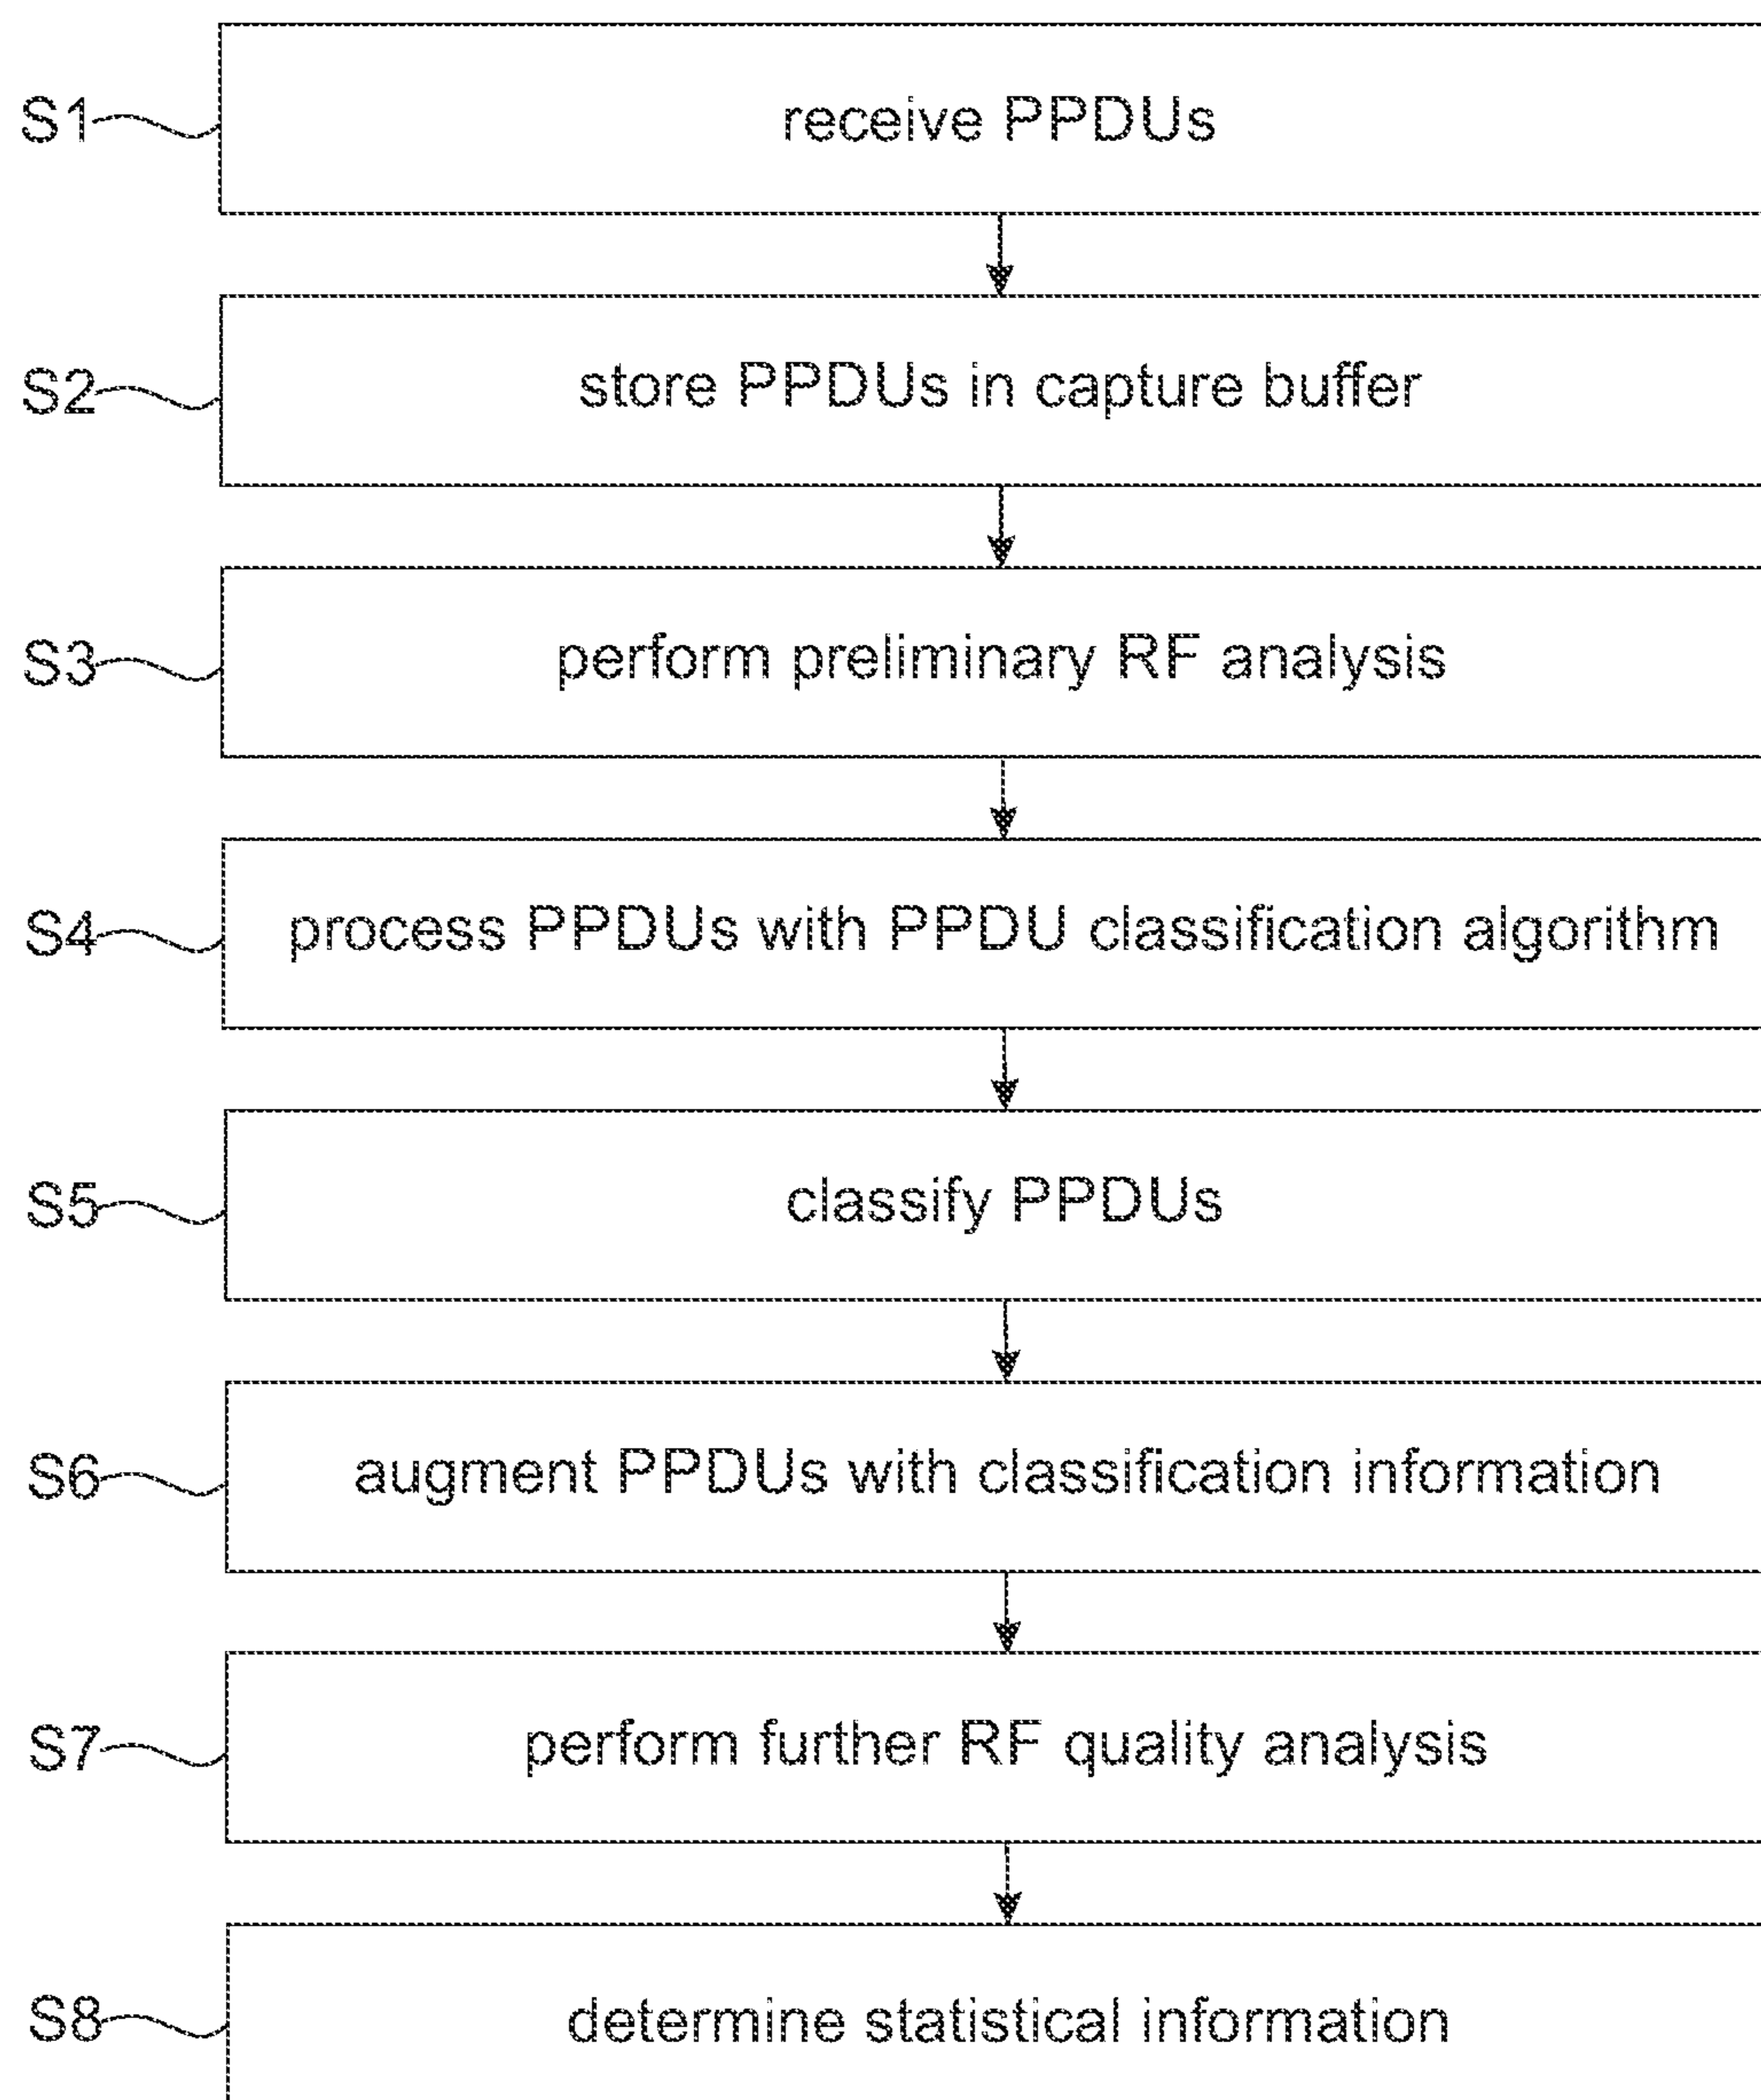 S1 receive PPDUs
S2 store PPDUs in capture buffer
S3 perform preliminary RF analysis
S4 process PPDUs with PPDU classification algorithm
S5 classify PPDUs
S6 augment PPDUs with classification information
S7 perform further RF quality analysis
S8 determine statistical information